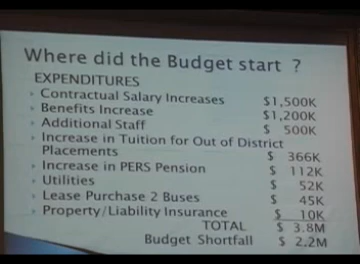 Where did the Budget start ?
EXPENDITURES
Contractual Salary Increases $1,500K
Benefits Increase $1,200K
Additional Staff $ 500K
Increase in Tuition for Out of District
Placements $ 366K
Increase in PERS Pension $ 112K
Utilities $ 52K
Lease Purchase 2 Buses $ 45K
Property/Liability Insurance $ 10K
TOTAL $ 3.8M
Budget Shortfall $ 2.2M